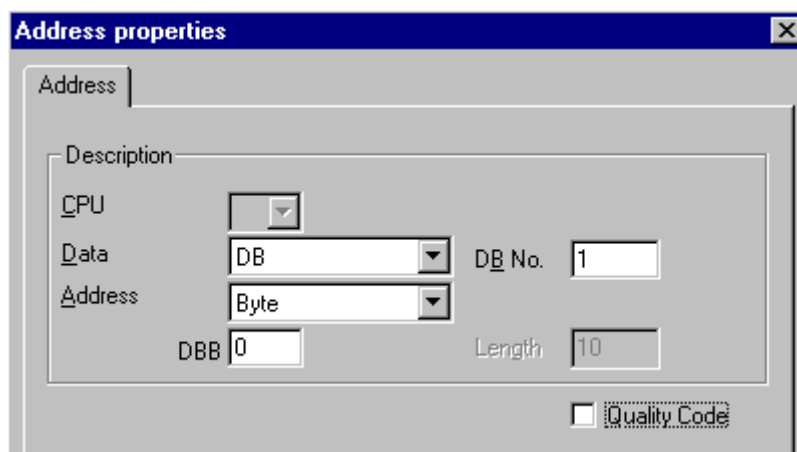 Address properties
Address
Description
CPU
Data DB DB No. 1
Address Byte
DBB 0 Length 10
Quality Code